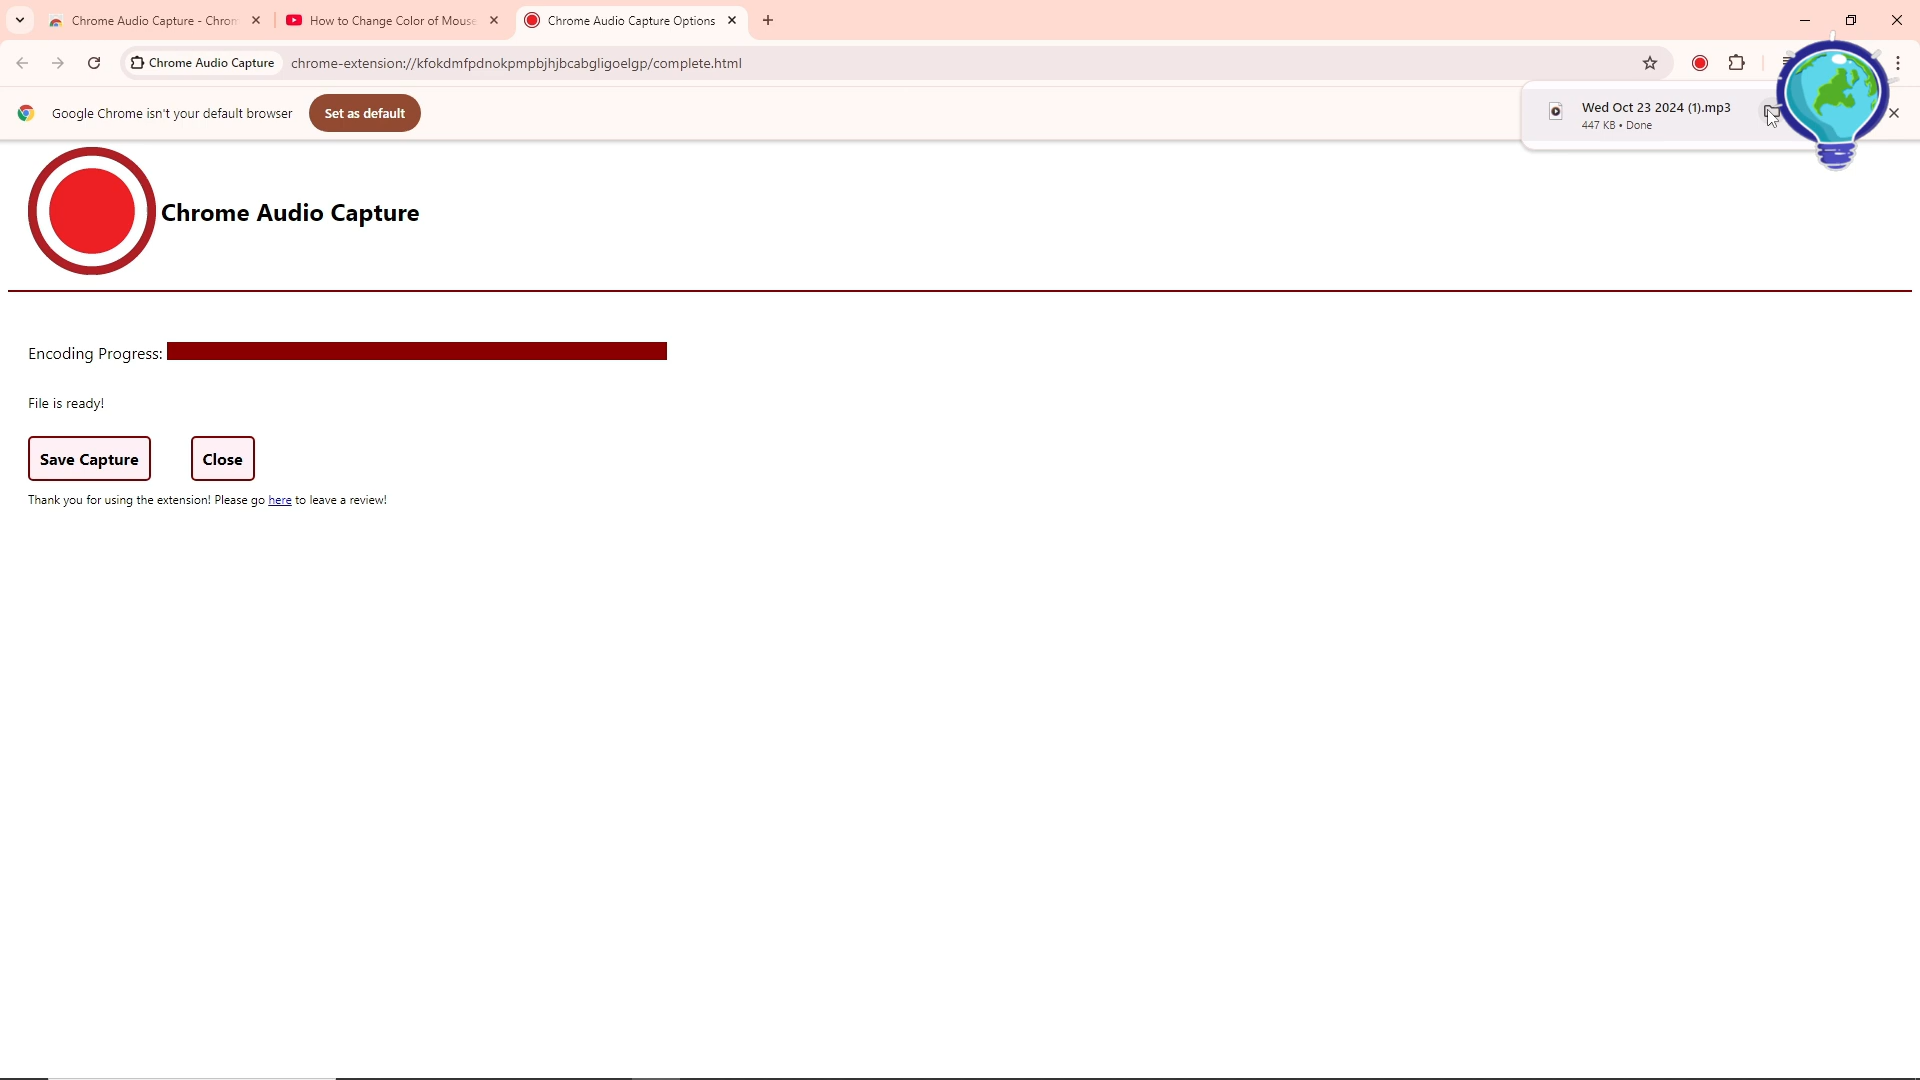 Chrome Audio Capture - Chrom
How to Change Color of Mouse
Chrome Audio Capture Options
Chrome Audio Capture
chrome-extension://kfokdmfpdnokpmpbjhjbcabgligoelgp/complete.html
Google Chrome isn't your default browser
Set as default
Wed Oct 23 2024 (1).mp3
447 KB • Done
Chrome Audio Capture
Encoding Progress:
File is ready!
Save Capture
Close
Thank you for using the extension! Please go here to leave a review!